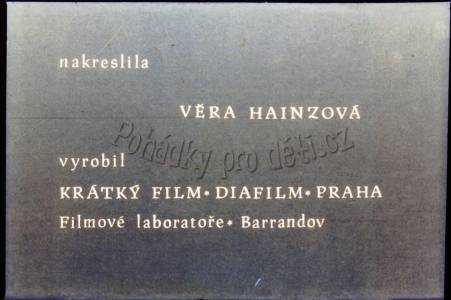 nakreslila
VĚRA HAINZOVÁ
Pohádky pro děti.cz
vyrobil
KRÁTKÝ FILM * DIAFILM * PRAHA
Filmové laboratoře * Barrandov